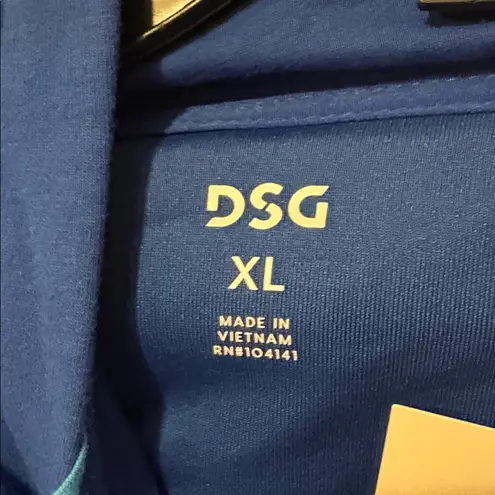 DSG
XL
MADE IN
VIETNAM
RN#104141